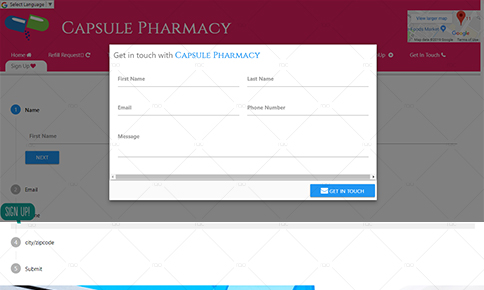 Select Language
CAPSULE PHARMACY
View larger map
Google
Home
Refill Request
Get In Touch
Sign Up
Get in touch with CAPSULE PHARMACY
First Name
Last Name
Email
Phone Number
Message
GET IN TOUCH
1 Name
First Name
NEXT
2 Email
SIGN UP!
4 city/zipcode
5 Submit